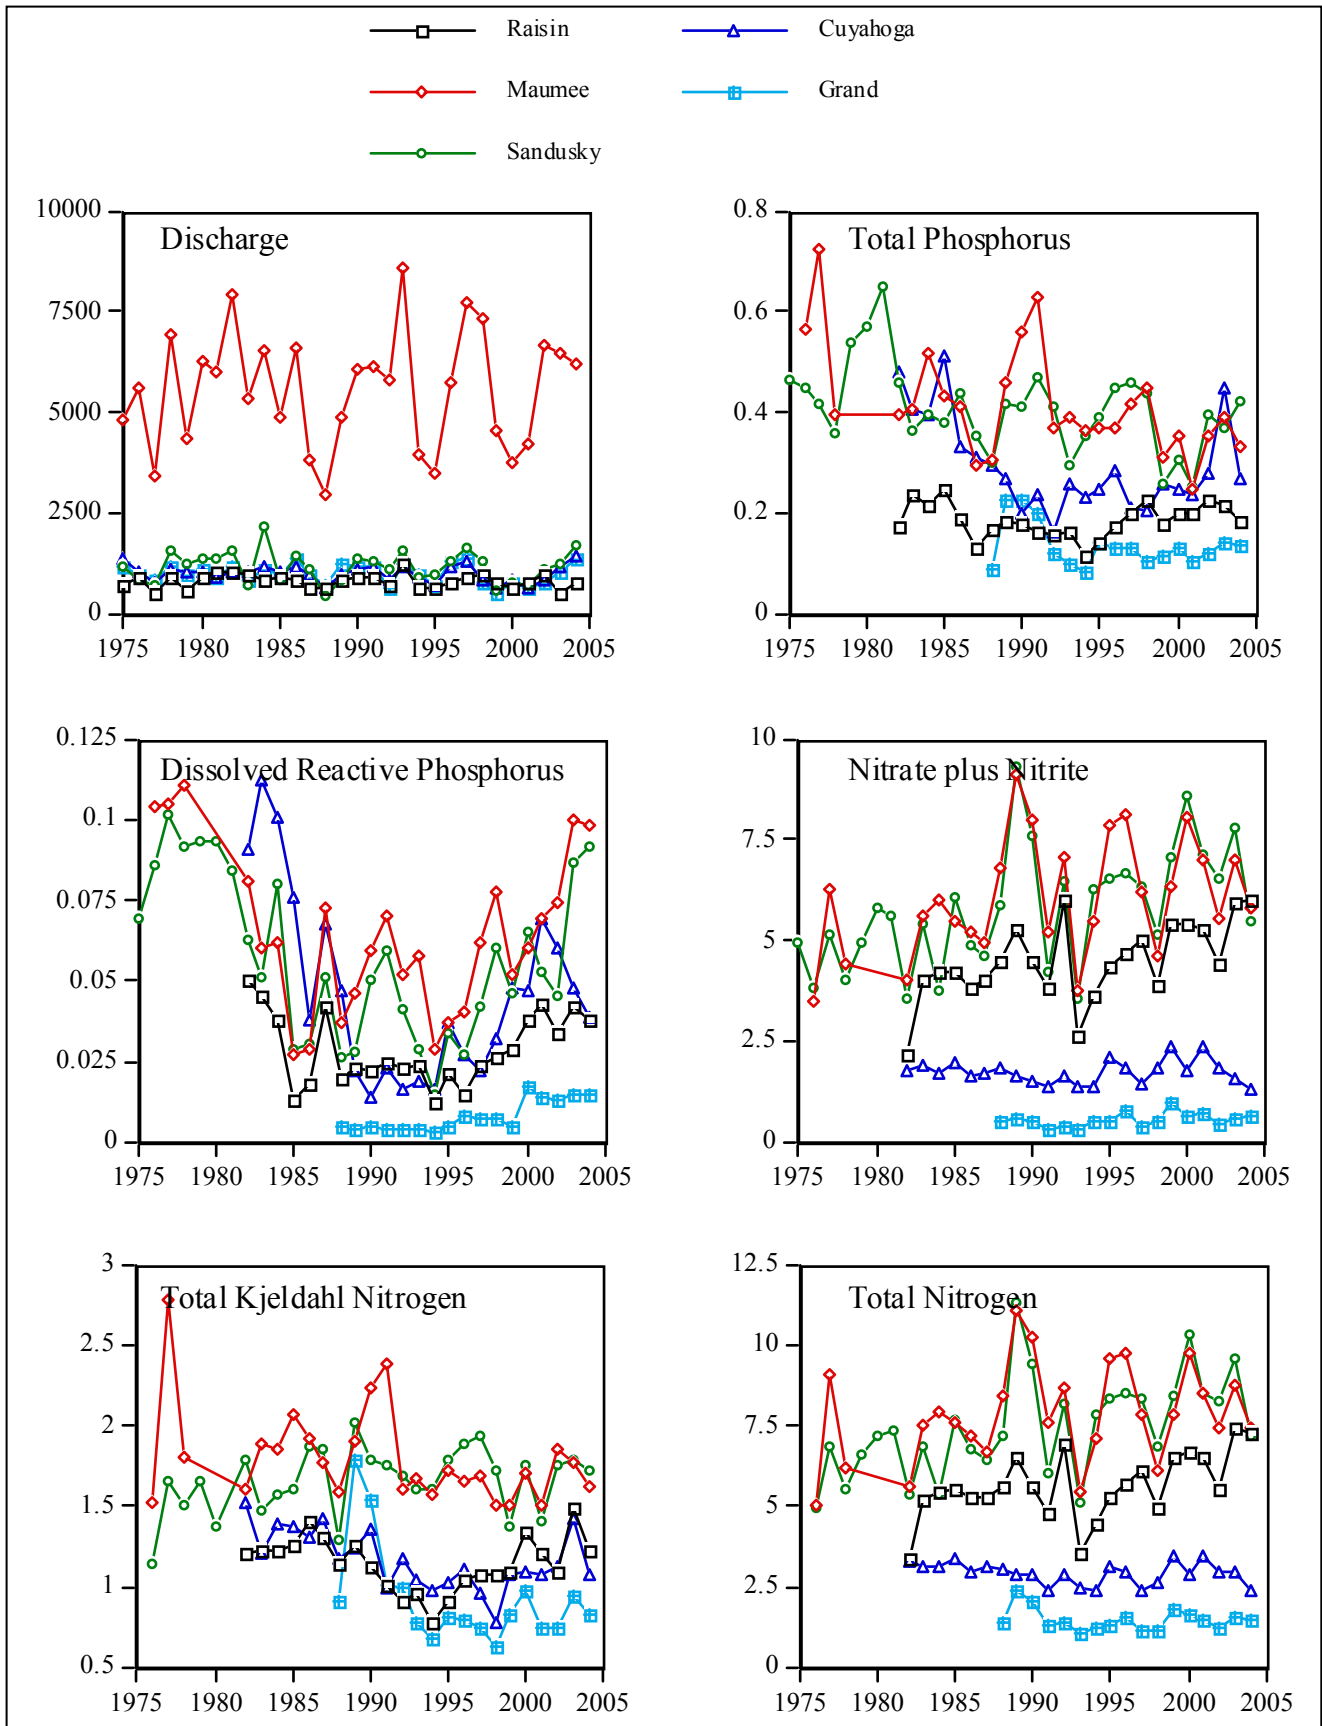 Raisin Cuyahoga
Maumee Grand
Sandusky
Discharge
10000
7500
5000
2500
0
1975 1980 1985 1990 1995 2000 2005
Total Phosphorus
0.8
0.6
0.4
0.2
0
1975 1980 1985 1990 1995 2000 2005
Dissolved Reactive Phosphorus
0.125
0.1
0.075
0.05
0.025
0
1975 1980 1985 1990 1995 2000 2005
Nitrate plus Nitrite
10
7.5
5
2.5
0
1975 1980 1985 1990 1995 2000 2005
Total Kjeldahl Nitrogen
3
2.5
2
1.5
1
0.5
1975 1980 1985 1990 1995 2000 2005
Total Nitrogen
12.5
10
7.5
5
2.5
0
1975 1980 1985 1990 1995 2000 2005